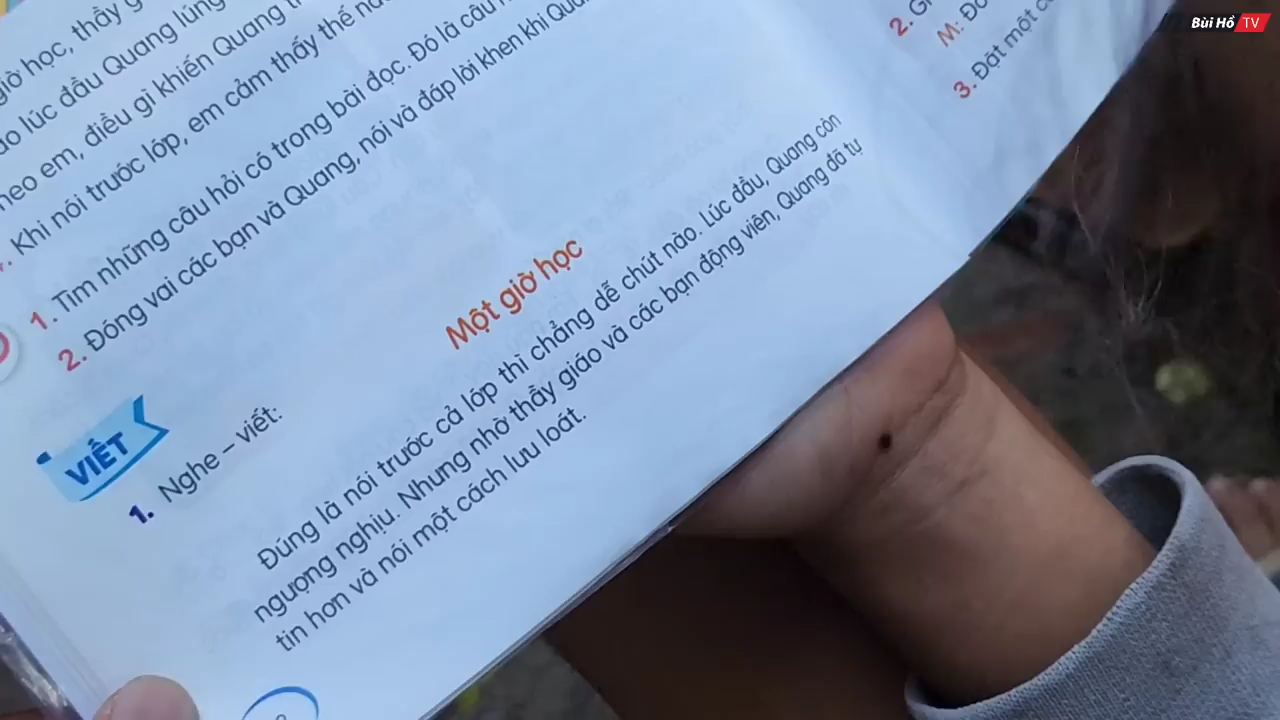 giờ học, thầy
lúc đầu Quang lúng
em, điều gì khiến Quang
Khi nói trước lớp, em cảm thấy thế
1. Tìm những câu hỏi có trong bài đọc. Đó là câu
2. Đóng vai các bạn và Quang, nói và đáp lời khen khi
VIẾT
1. Nghe – viết:
Một giờ học
Đúng là nói trước cả lớp thì chẳng dễ chút nào. Lúc đầu, Quang còn
ngượng nghịu. Nhưng nhờ thầy giáo và các bạn động viên, Quang đã tự
tin hơn và nói một cách lưu loát.
2.
M:
3. Đặt một
Bùi Hồ TV